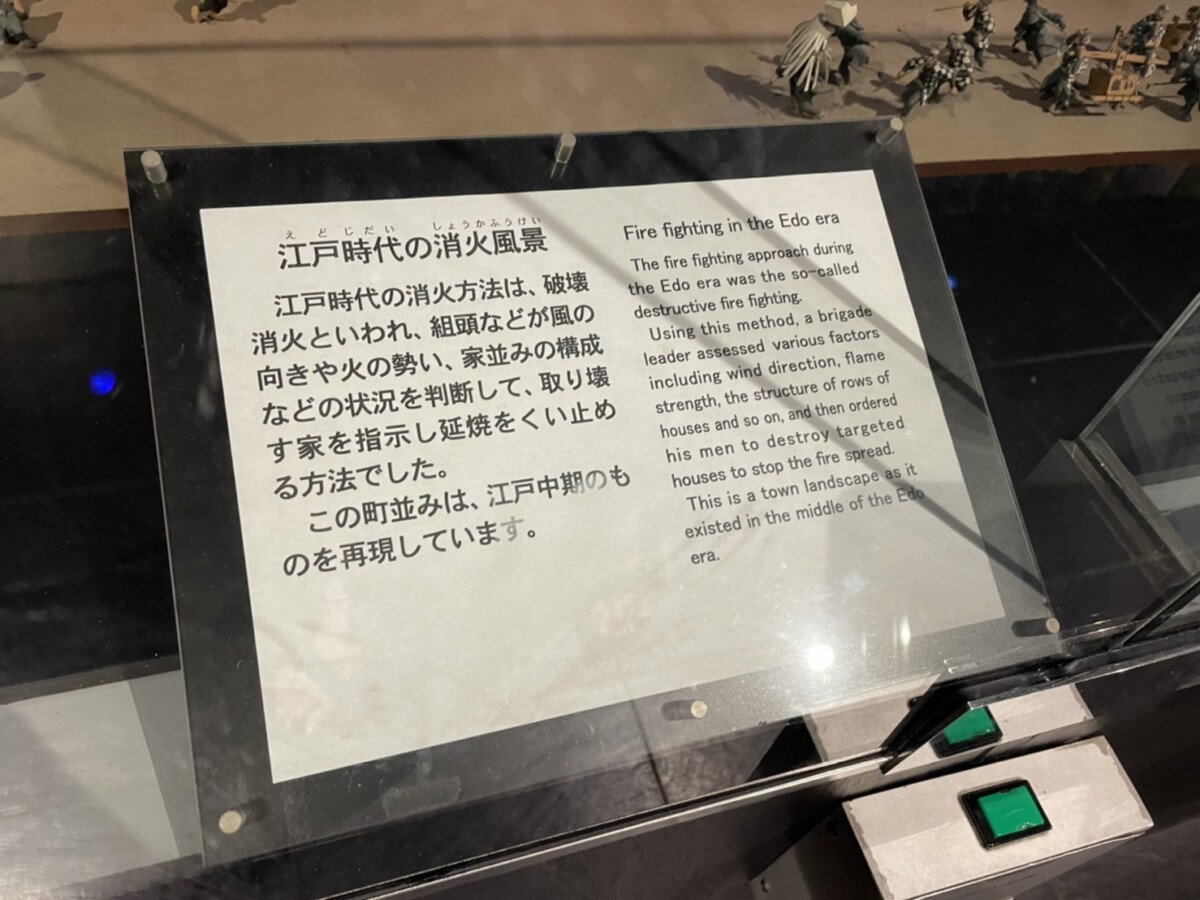 えどじだい しょうかふうけい
江戸時代の消火風景
江戸時代の消火方法は、破壊
消火といわれ、組頭などが風の
向きや火の勢い、家並みの構成
などの状況を判断して、取り壊
す家を指示し延焼をくい止め
る方法でした。
この町並みは、江戸中期のも
のを再現しています。
Fire fighting in the Edo era
The fire fighting approach during
the Edo era was the so-called
destructive fire fighting.
Using this method, a brigade
leader assessed various factors
including wind direction, flame
strength, the structure of rows of
houses and so on, and then ordered
his men to destroy targeted
houses to stop the fire spread.
This is a town landscape as it
existed in the middle of the Edo
era.